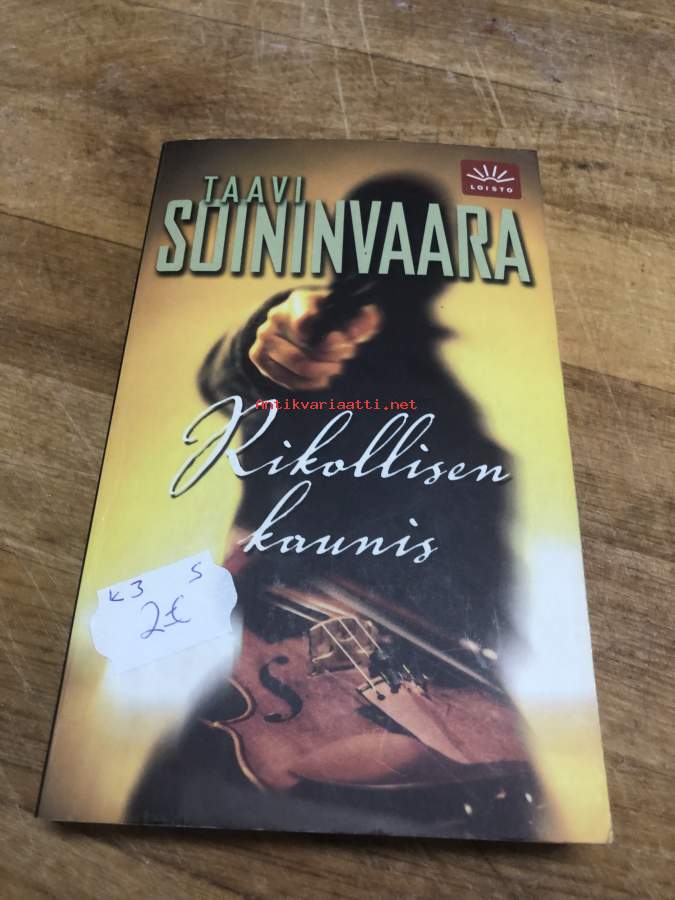 TAAVI
SOININVAARA
LOISTO
Antikvariaatti.net
Rikollisen
kaunis
K3 S
2€